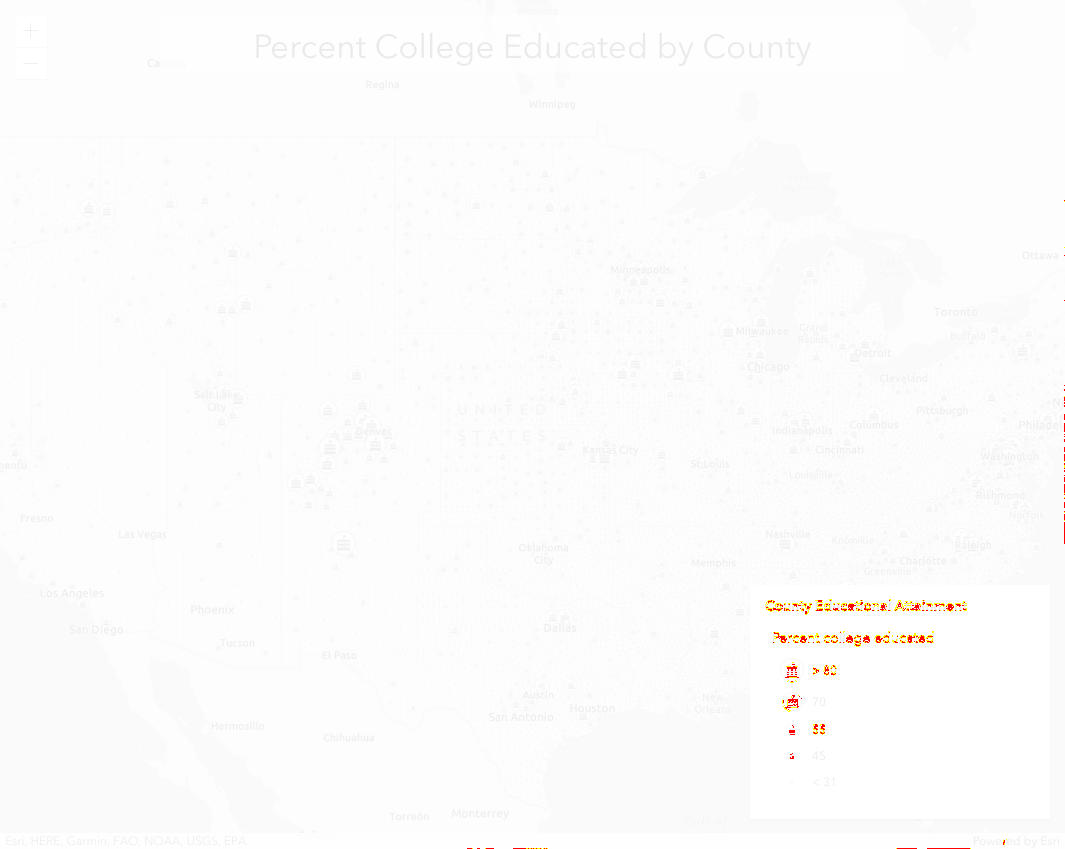 +
Percent College Educated by County
−
Regina
Winnipeg
Ottawa
Minneapolis
Toronto
Buffalo
Milwaukee
Grand
Rapids
Detroit
Chicago
Cleveland
Salt Lake
City
UNITED
STATES
Denver
Pittsburgh
Indianapolis
Columbus
Philadel
Kansas City
Cincinnati
Washington
St Louis
Louisville
Richmond
Norfolk
Fresno
Las Vegas
Nashville
Knoxville
Raleigh
Oklahoma
City
Memphis
Charlotte
Greenville
Los Angeles
Phoenix
San Diego
Dallas
Tucson
El Paso
County Educational Attainment
Percent college educated
> 80
70
55
45
< 31
Austin
Houston
New
Orleans
San Antonio
Hermosillo
Chihuahua
Torreón
Monterrey
Esri, HERE, Garmin, FAO, NOAA, USGS, EPA
Powered by Esri